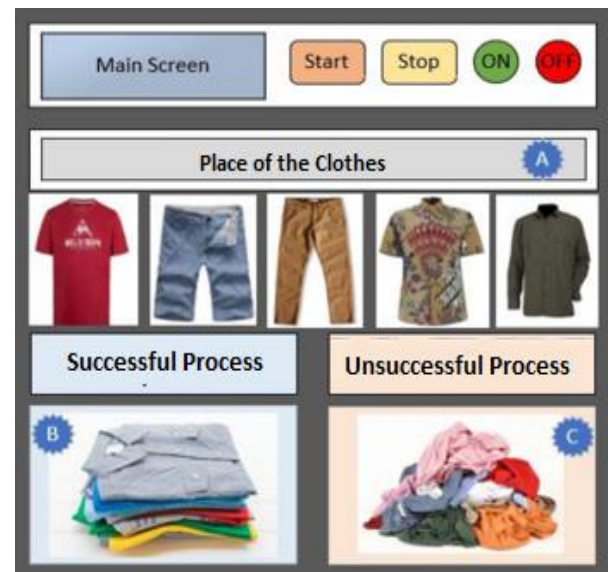 Main Screen
Start
Stop
ON
OFF
Place of the Clothes
A
Successful Process
Unsuccessful Process
B
C